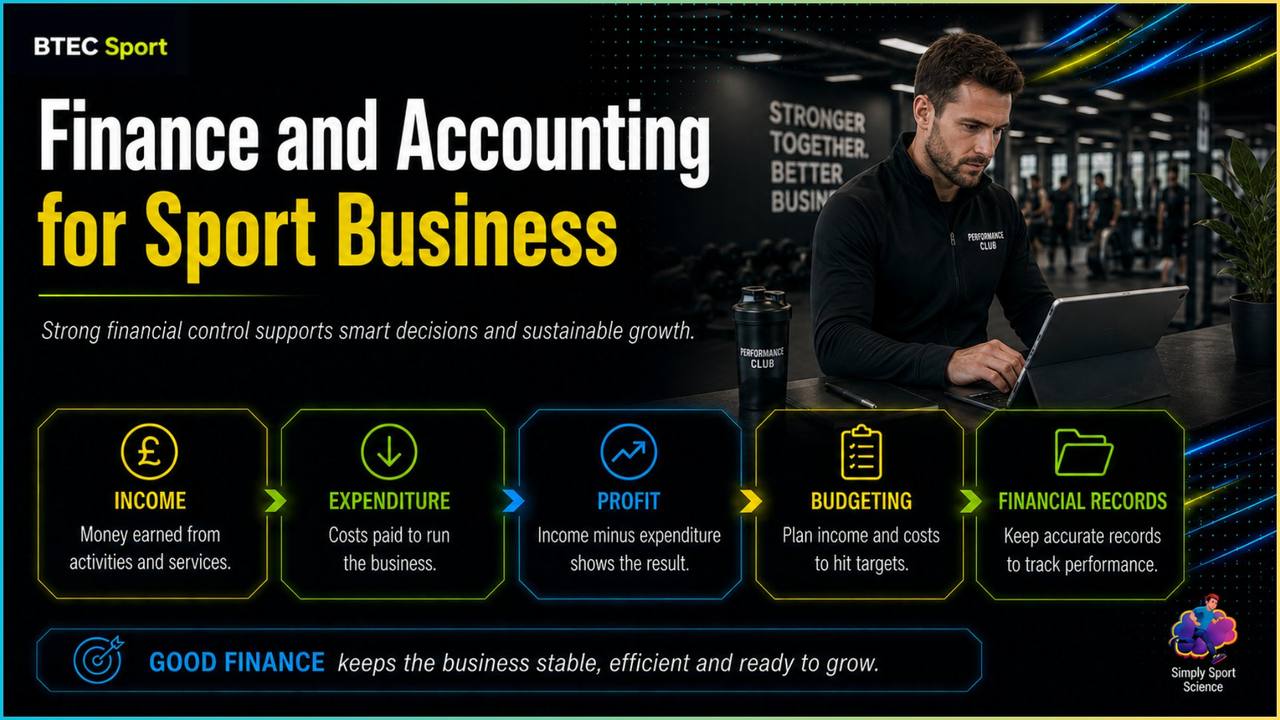 BTEC Sport
Finance and Accounting
for Sport Business
Strong financial control supports smart decisions and sustainable growth.
STRONGER
TOGETHER.
BETTER
BUSIN
PERFORMANCE
CLUB
PERFORMANCE
CLUB
INCOME
Money earned from
activities and services.
EXPENDITURE
Costs paid to run
the business.
PROFIT
Income minus expenditure
shows the result.
BUDGETING
Plan income and costs
to hit targets.
FINANCIAL RECORDS
Keep accurate records
to track performance.
GOOD FINANCE keeps the business stable, efficient and ready to grow.
Simply Sport
Science